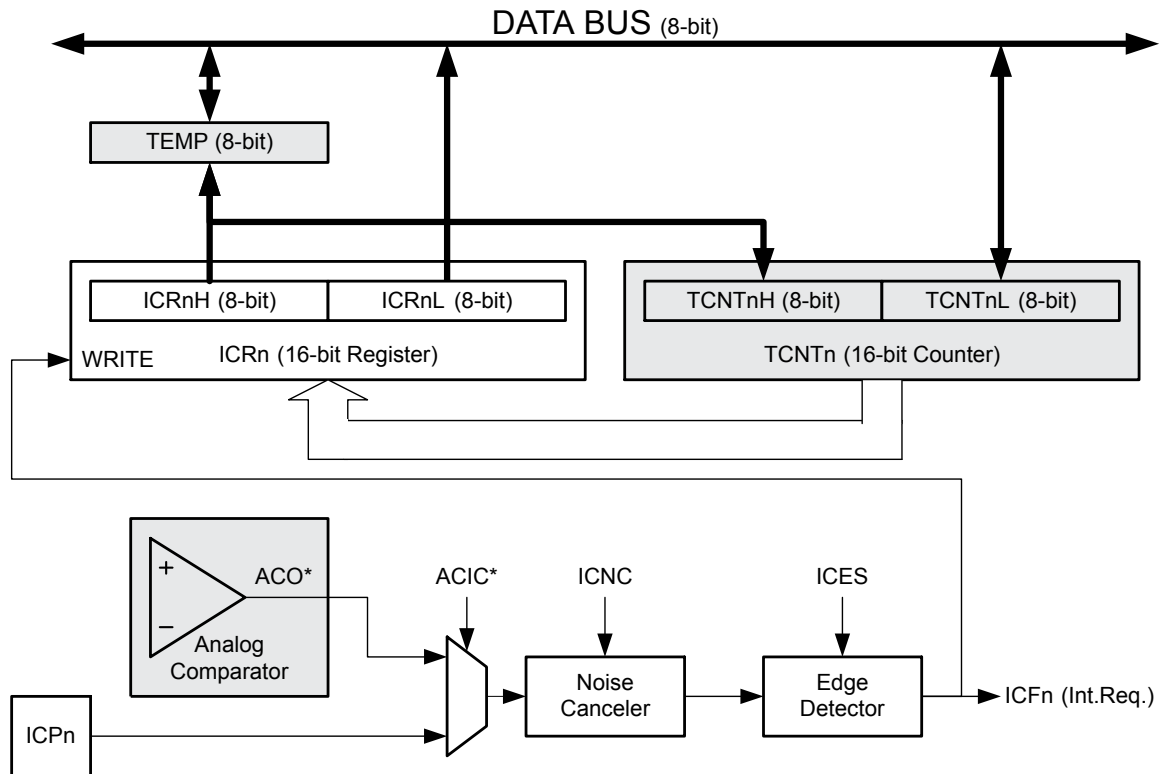 DATA BUS (8-bit)
TEMP (8-bit)
ICRnH (8-bit)
ICRnL (8-bit)
TCNTnH (8-bit)
TCNTnL (8-bit)
WRITE
ICRn (16-bit Register)
TCNTn (16-bit Counter)
+
−
ACO*
Analog
Comparator
ACIC*
ICNC
ICES
Noise
Canceler
Edge
Detector
ICFn (Int.Req.)
ICPn